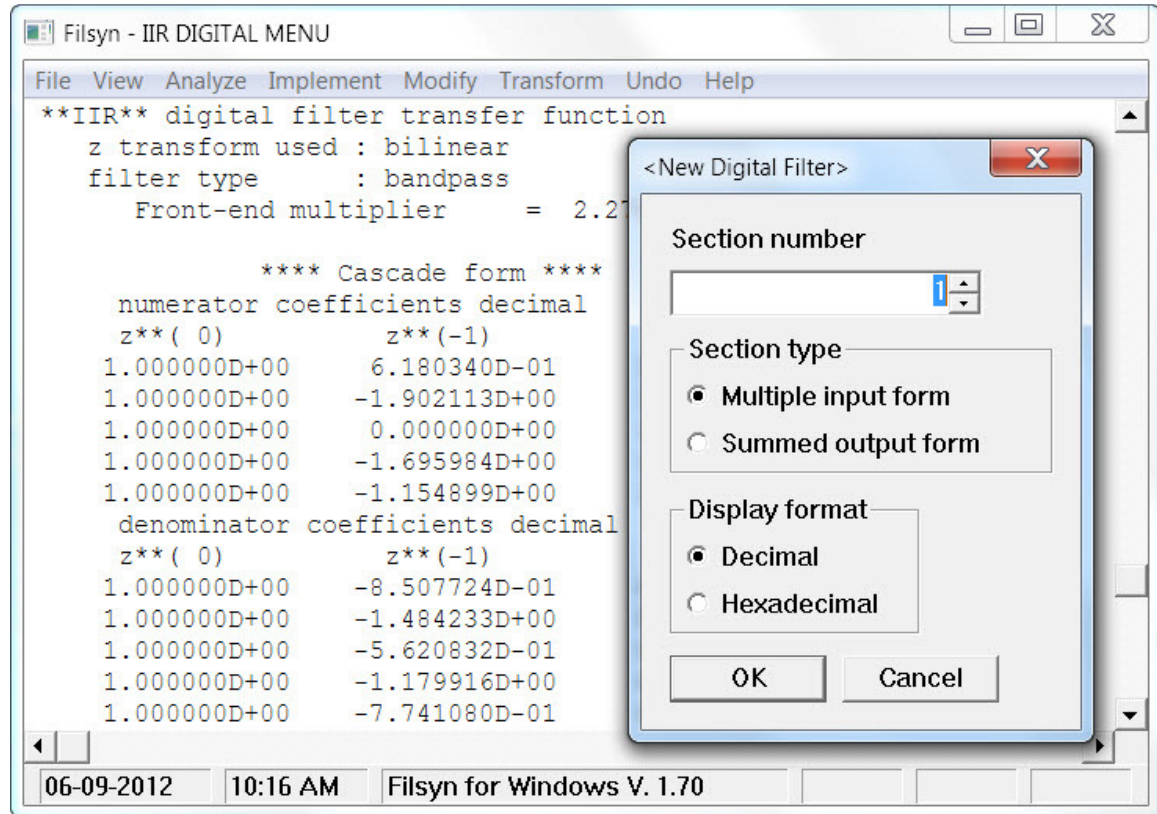 Filsyn - IIR DIGITAL MENU
File View Analyze Implement Modify Transform Undo Help
**IIR** digital filter transfer function
z transform used : bilinear
filter type : bandpass
Front-end multiplier = 2.2
**** Cascade form ****
numerator coefficients decimal
z**( 0) z**(-1)
1.000000D+00 6.180340D-01
1.000000D+00 -1.902113D+00
1.000000D+00 0.000000D+00
1.000000D+00 -1.695984D+00
1.000000D+00 -1.154899D+00
denominator coefficients decimal
z**( 0) z**(-1)
1.000000D+00 -8.507724D-01
1.000000D+00 -1.484233D+00
1.000000D+00 -5.620832D-01
1.000000D+00 -1.179916D+00
1.000000D+00 -7.741080D-01
06-09-2012 10:16 AM Filsyn for Windows V. 1.70
<New Digital Filter>
Section number
1
Section type
Multiple input form
Summed output form
Display format
Decimal
Hexadecimal
OK Cancel